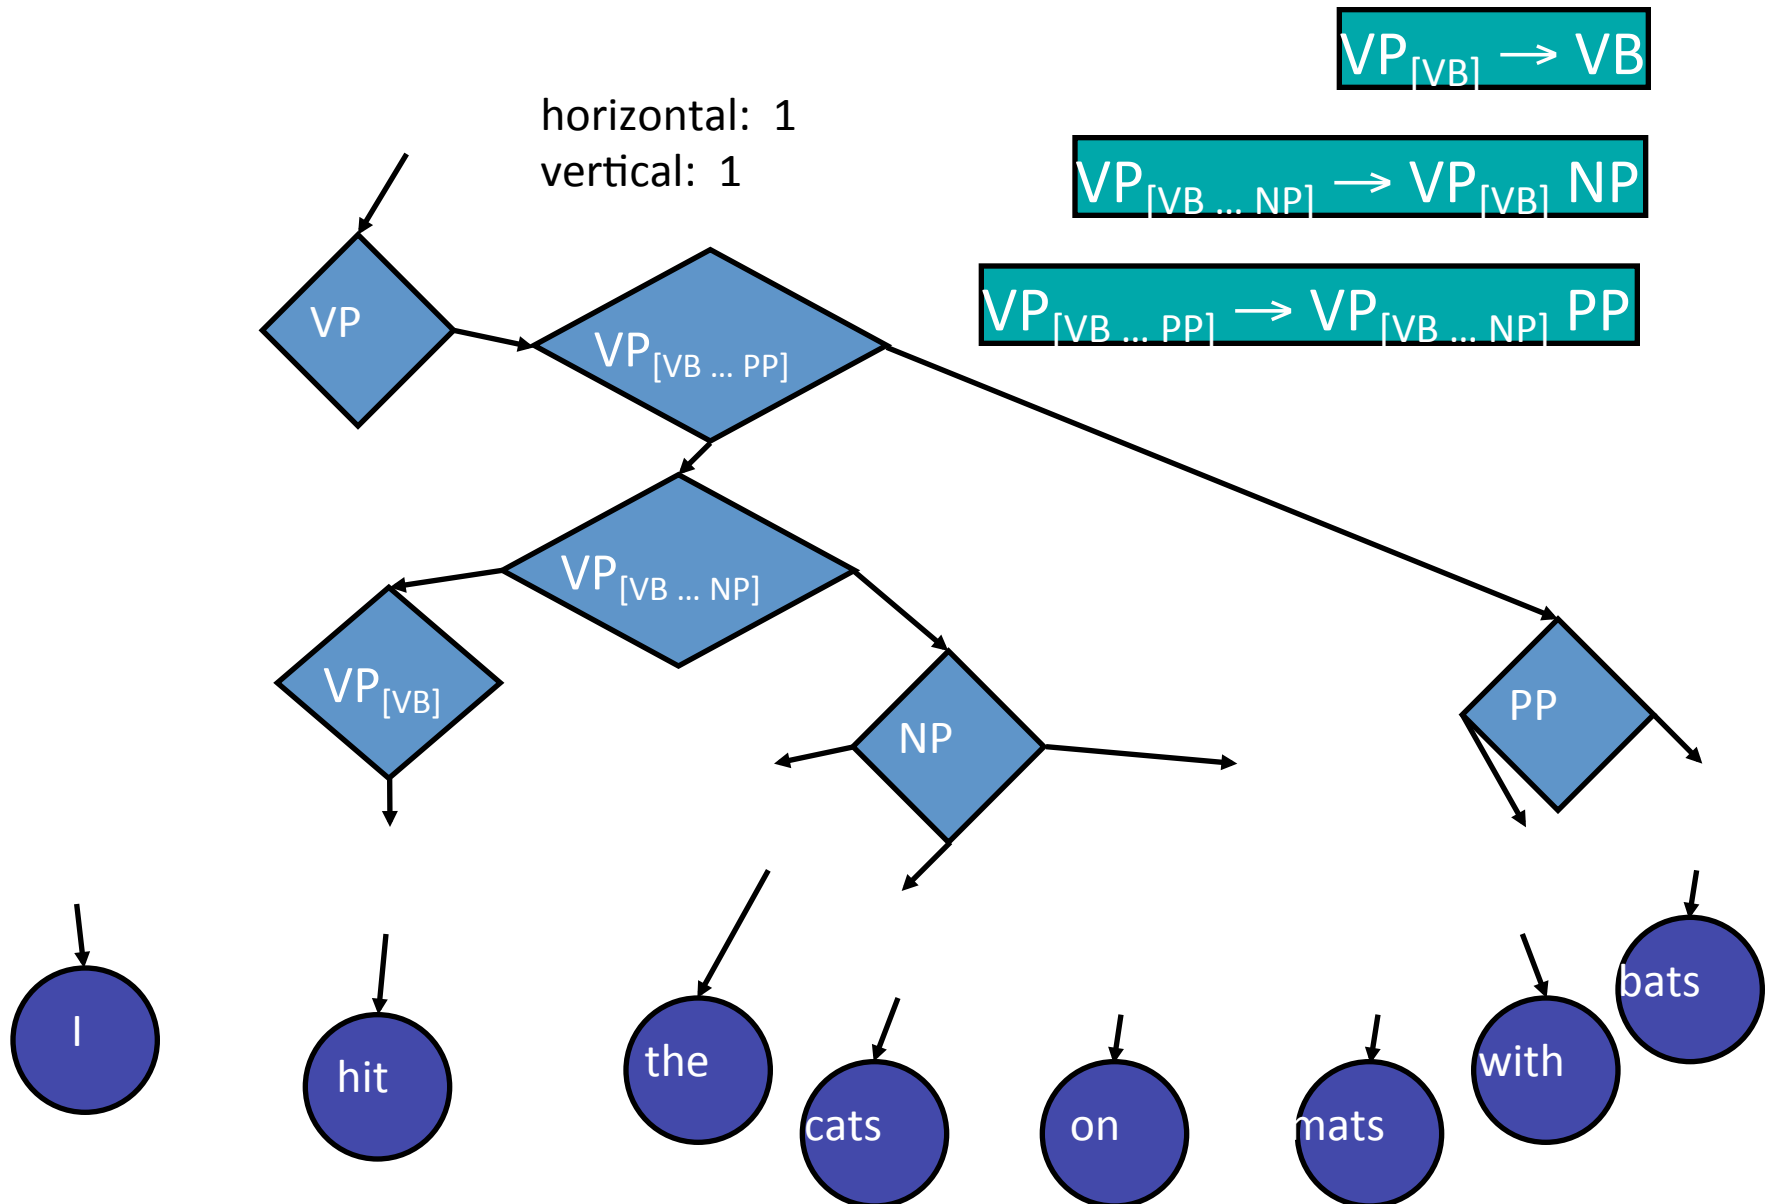 VP[VB] → VB
horizontal: 1
vertical: 1
VP[VB ... NP] → VP[VB] NP
VP[VB ... PP] → VP[VB ... NP] PP
VP
VP[VB ... PP]
VP[VB ... NP]
VP[VB]
NP
PP
I
hit
the
cats
on
mats
with
bats